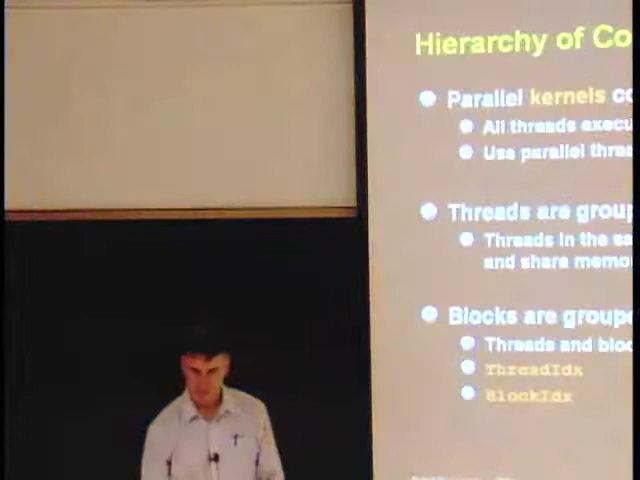 Hierarchy of Co
Parallel kernels co
All threads execu
Use parallel threa
Threads are group
Threads in the sa
and share memo
Blocks are groupe
Threads and bloc
ThreadIdx
BlockIdx